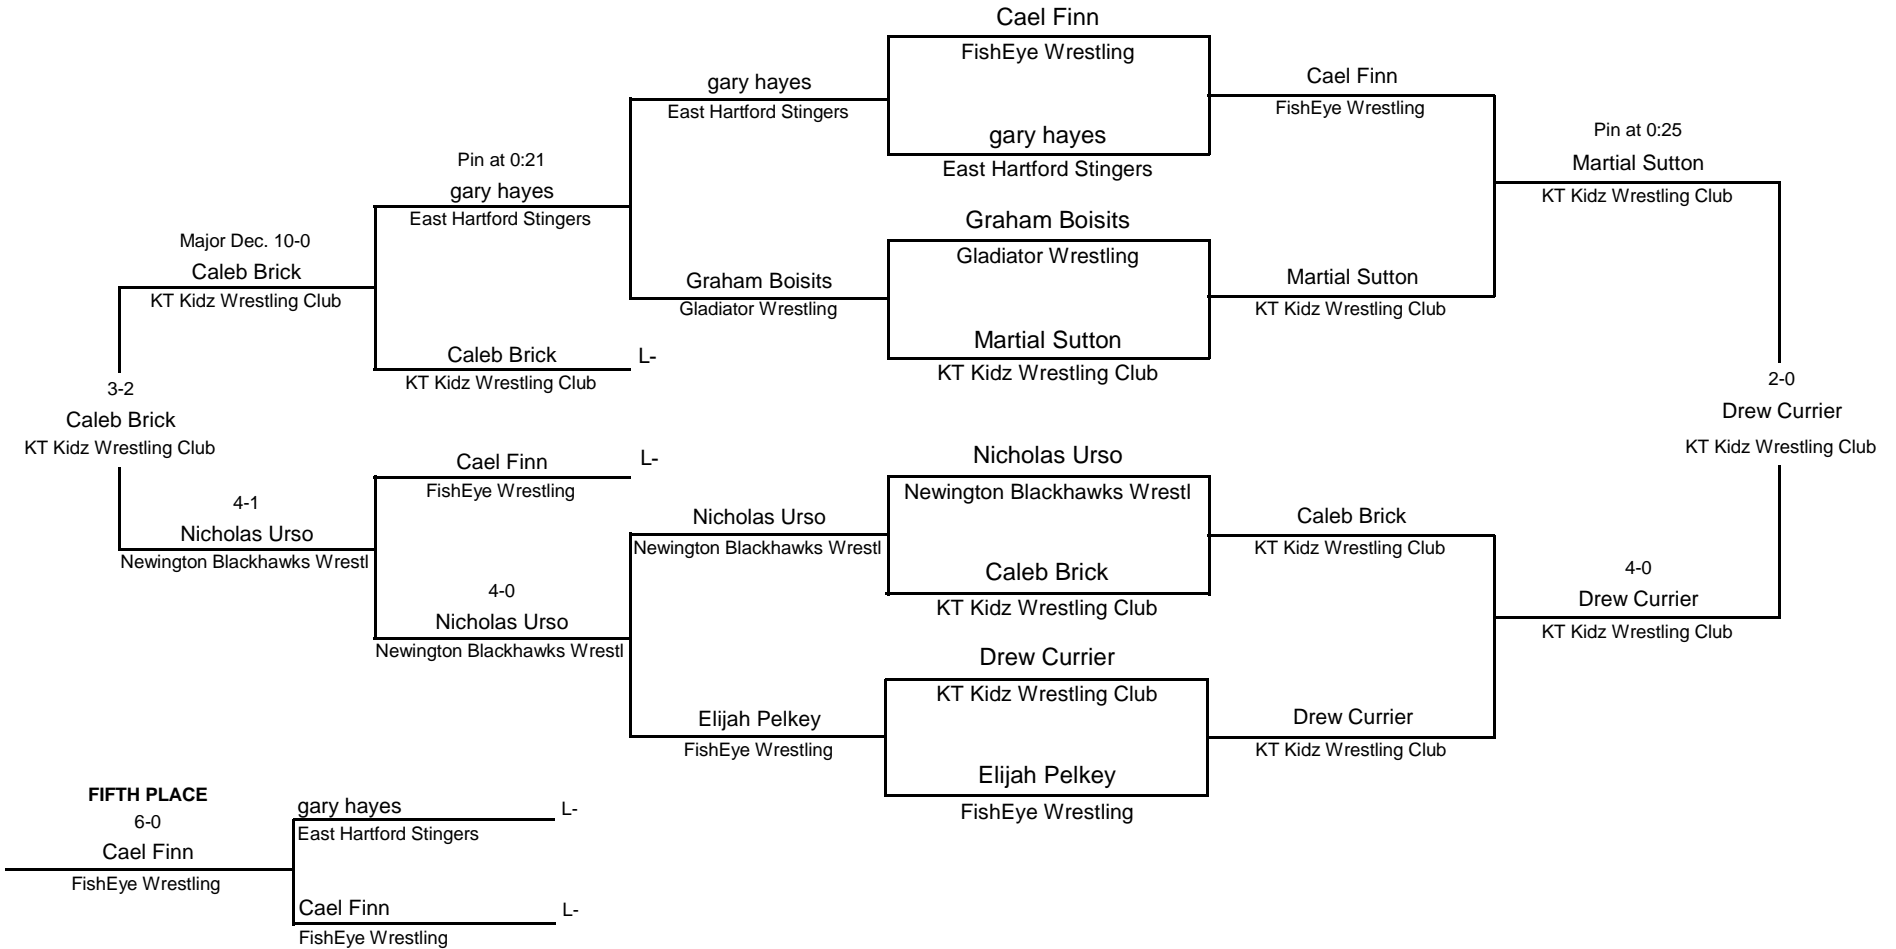 Cael Finn
FishEye Wrestling
gary hayes
East Hartford Stingers
Cael Finn
FishEye Wrestling
gary hayes
East Hartford Stingers
Pin at 0:25
Martial Sutton
KT Kidz Wrestling Club
Pin at 0:21
gary hayes
East Hartford Stingers
Graham Boisits
Gladiator Wrestling
Major Dec. 10-0
Caleb Brick
KT Kidz Wrestling Club
Graham Boisits
Gladiator Wrestling
Martial Sutton
KT Kidz Wrestling Club
Martial Sutton
KT Kidz Wrestling Club
Caleb Brick
L-
KT Kidz Wrestling Club
3-2
Caleb Brick
KT Kidz Wrestling Club
2-0
Drew Currier
KT Kidz Wrestling Club
Cael Finn
L-
FishEye Wrestling
Nicholas Urso
Newington Blackhawks Wrestl
4-1
Nicholas Urso
Newington Blackhawks Wrestl
Nicholas Urso
Newington Blackhawks Wrestl
Caleb Brick
KT Kidz Wrestling Club
Caleb Brick
KT Kidz Wrestling Club
4-0
Nicholas Urso
Newington Blackhawks Wrestl
4-0
Drew Currier
KT Kidz Wrestling Club
Drew Currier
KT Kidz Wrestling Club
Elijah Pelkey
FishEye Wrestling
Drew Currier
KT Kidz Wrestling Club
Elijah Pelkey
FishEye Wrestling
FIFTH PLACE
6-0
Cael Finn
FishEye Wrestling
gary hayes
L-
East Hartford Stingers
Cael Finn
L-
FishEye Wrestling